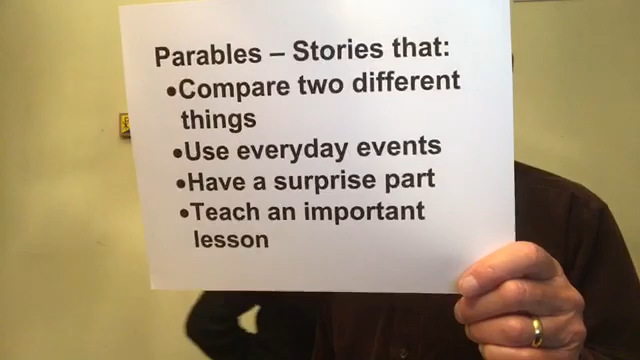 Parables – Stories that:
•Compare two different
things
•Use everyday events
•Have a surprise part
•Teach an important
lesson